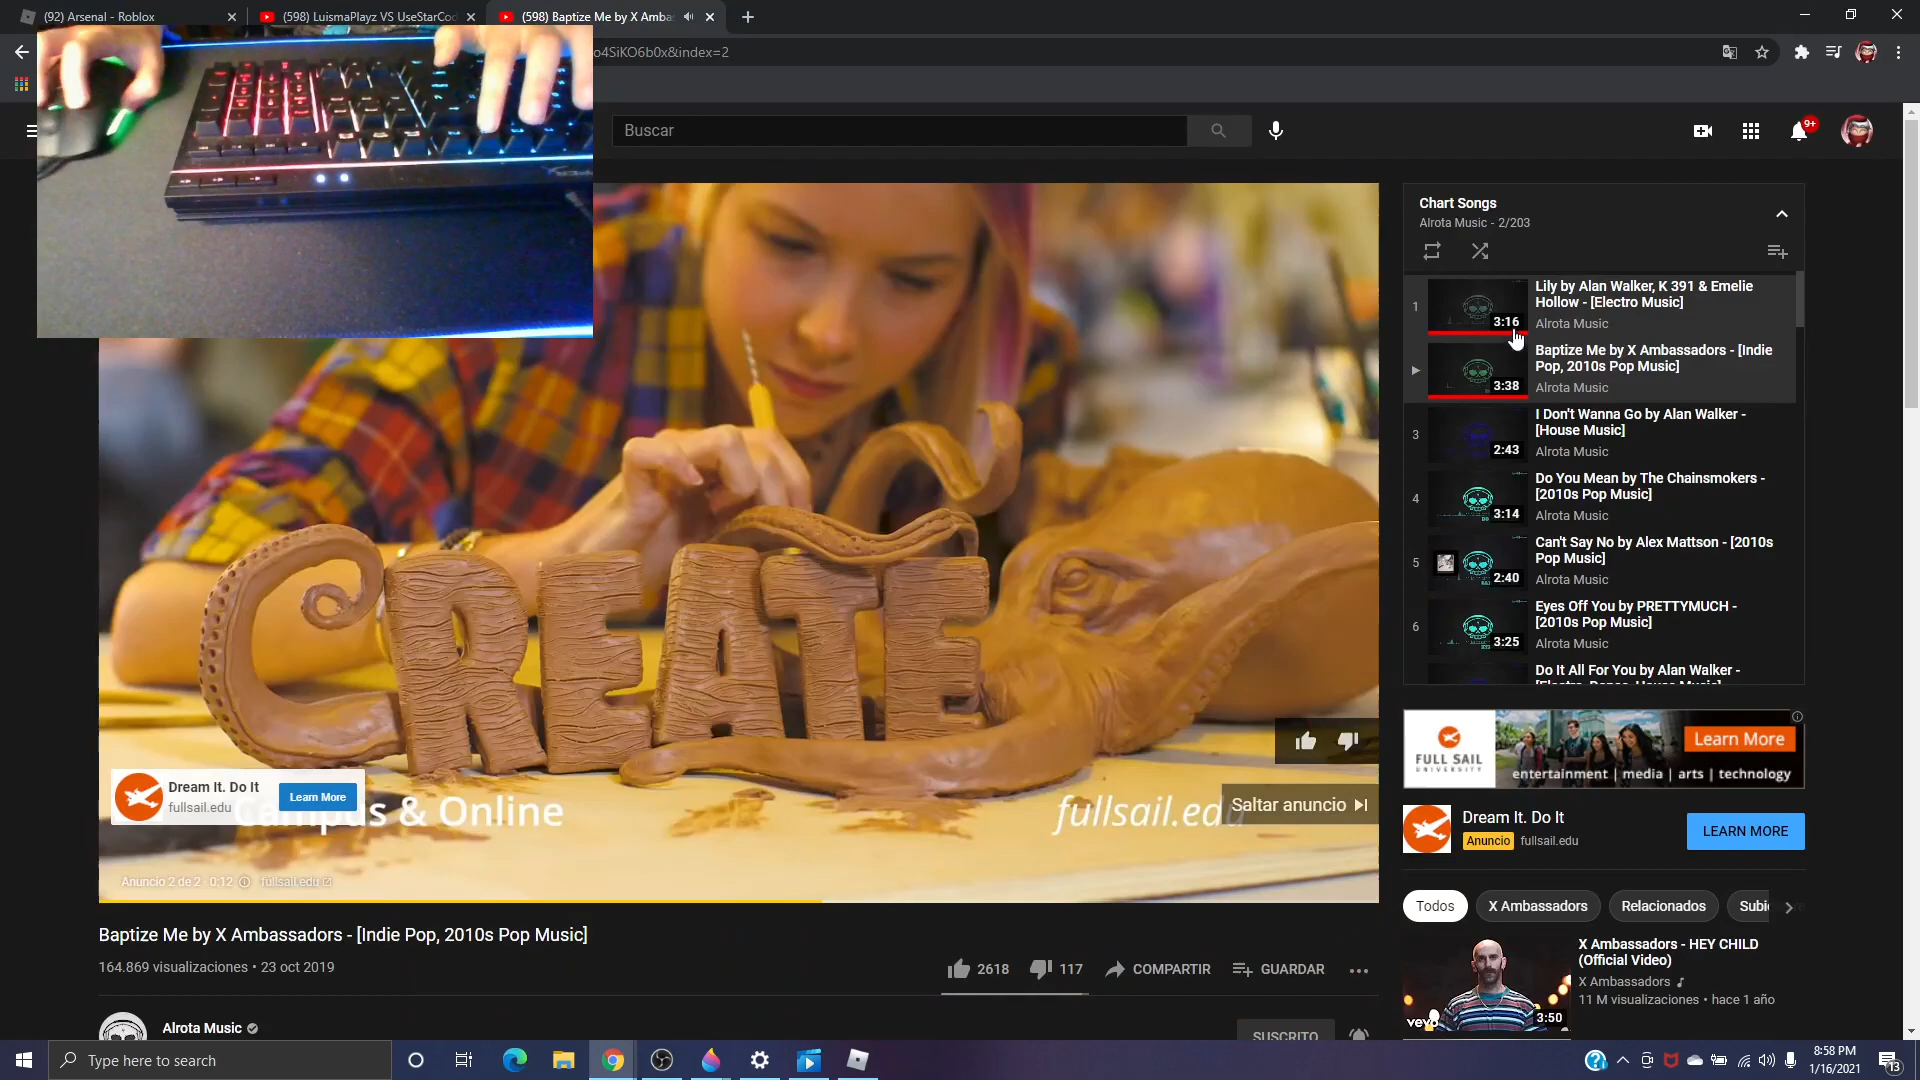 (92) Arsenal - Roblox
(598) LuismaPlayz VS UseStarCod
(598) Baptize Me by X Amba
o4SiKO6b0x&index=2
Buscar
9+
Chart Songs
Alrota Music - 2/203
1
3:16
Lily by Alan Walker, K 391 & Emelie
Hollow - [Electro Music]
Alrota Music
3:38
Baptize Me by X Ambassadors - [Indie
Pop, 2010s Pop Music]
Alrota Music
3
2:43
I Don't Wanna Go by Alan Walker -
[House Music]
Alrota Music
4
3:14
Do You Mean by The Chainsmokers -
[2010s Pop Music]
Alrota Music
5
2:40
Can't Say No by Alex Mattson - [2010s
Pop Music]
Alrota Music
6
3:25
Eyes Off You by PRETTYMUCH -
[2010s Pop Music]
Alrota Music
Do It All For You by Alan Walker -
CREATE
Dream It. Do It
fullsail.edu
Learn More
Campus & Online
fullsail.edu
Saltar anuncio
Anuncio 2 de 2 · 0:12
fullsail.edu
FULL SAIL
UNIVERSITY
Learn More
entertainment | media | arts | technology
Dream It. Do It
Anuncio fullsail.edu
LEARN MORE
Baptize Me by X Ambassadors - [Indie Pop, 2010s Pop Music]
164.869 visualizaciones • 23 oct 2019
2618
117
COMPARTIR
GUARDAR
Todos
X Ambassadors
Relacionados
Subi
vevo
3:50
X Ambassadors - HEY CHILD
(Official Video)
X Ambassadors
11 M visualizaciones • hace 1 año
Alrota Music
SUSCRITO
Type here to search
8:58 PM
1/16/2021
13